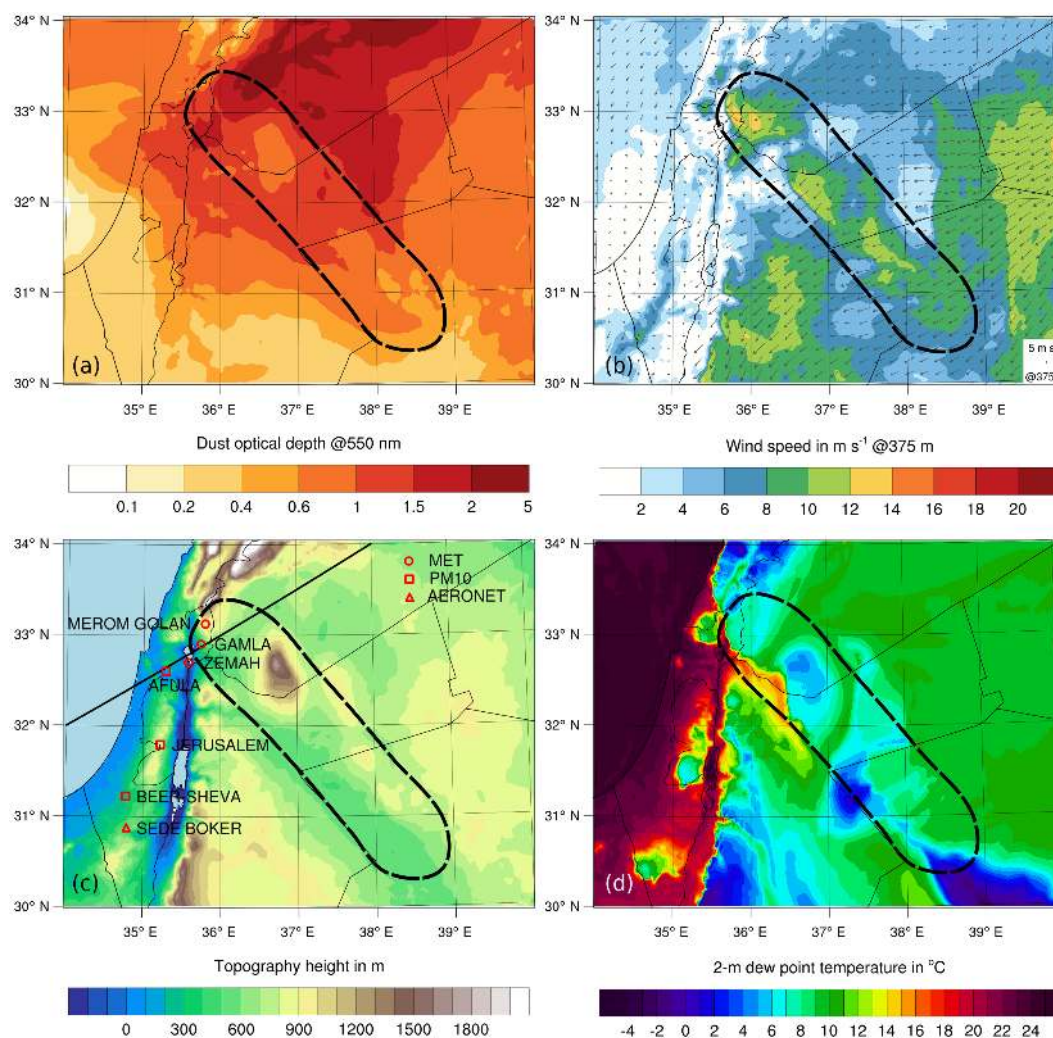 34° N
33° N
32° N
31° N
30° N
(a)
35° E 36° E 37° E 38° E 39° E
Dust optical depth @550 nm
0.1 0.2 0.4 0.6 1 1.5 2 5
34° N
33° N
32° N
31° N
30° N
(b)
5 m s
@375
35° E 36° E 37° E 38° E 39° E
Wind speed in m s⁻¹ @375 m
2 4 6 8 10 12 14 16 18 20
34° N
33° N
32° N
31° N
30° N
MET
PM10
AERONET
MEROM GOLAN
GAMLA
ZEMAH
AFULA
JERUSALEM
BEER-SHEVA
SEDE BOKER
(c)
35° E 36° E 37° E 38° E 39° E
Topography height in m
0 300 600 900 1200 1500 1800
34° N
33° N
32° N
31° N
30° N
(d)
35° E 36° E 37° E 38° E 39° E
2-m dew point temperature in °C
-4 -2 0 2 4 6 8 10 12 14 16 18 20 22 24